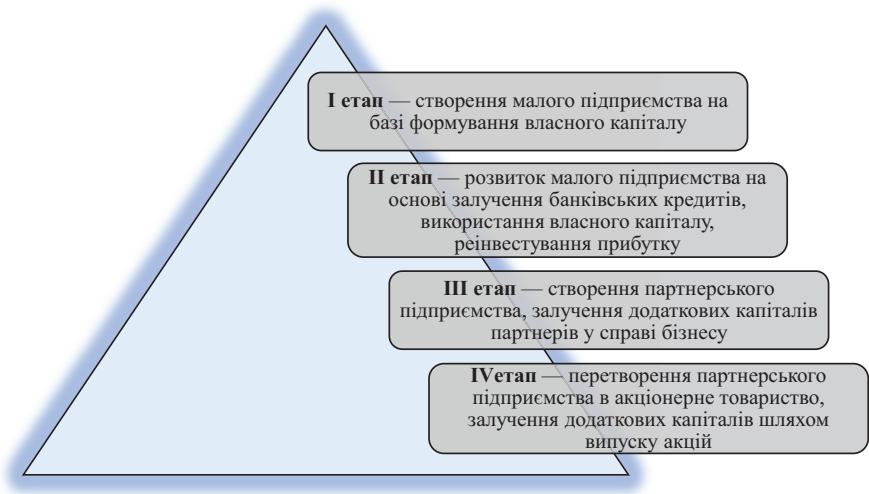 I етап — створення малого підприємства на
базі формування власного капіталу
II етап — розвиток малого підприємства на
основі залучення банківських кредитів,
використання власного капіталу,
реінвестування прибутку
III етап — створення партнерського
підприємства, залучення додаткових капіталів
партнерів у справі бізнесу
IVетап — перетворення партнерського
підприємства в акціонерне товариство,
залучення додаткових капіталів шляхом
випуску акцій